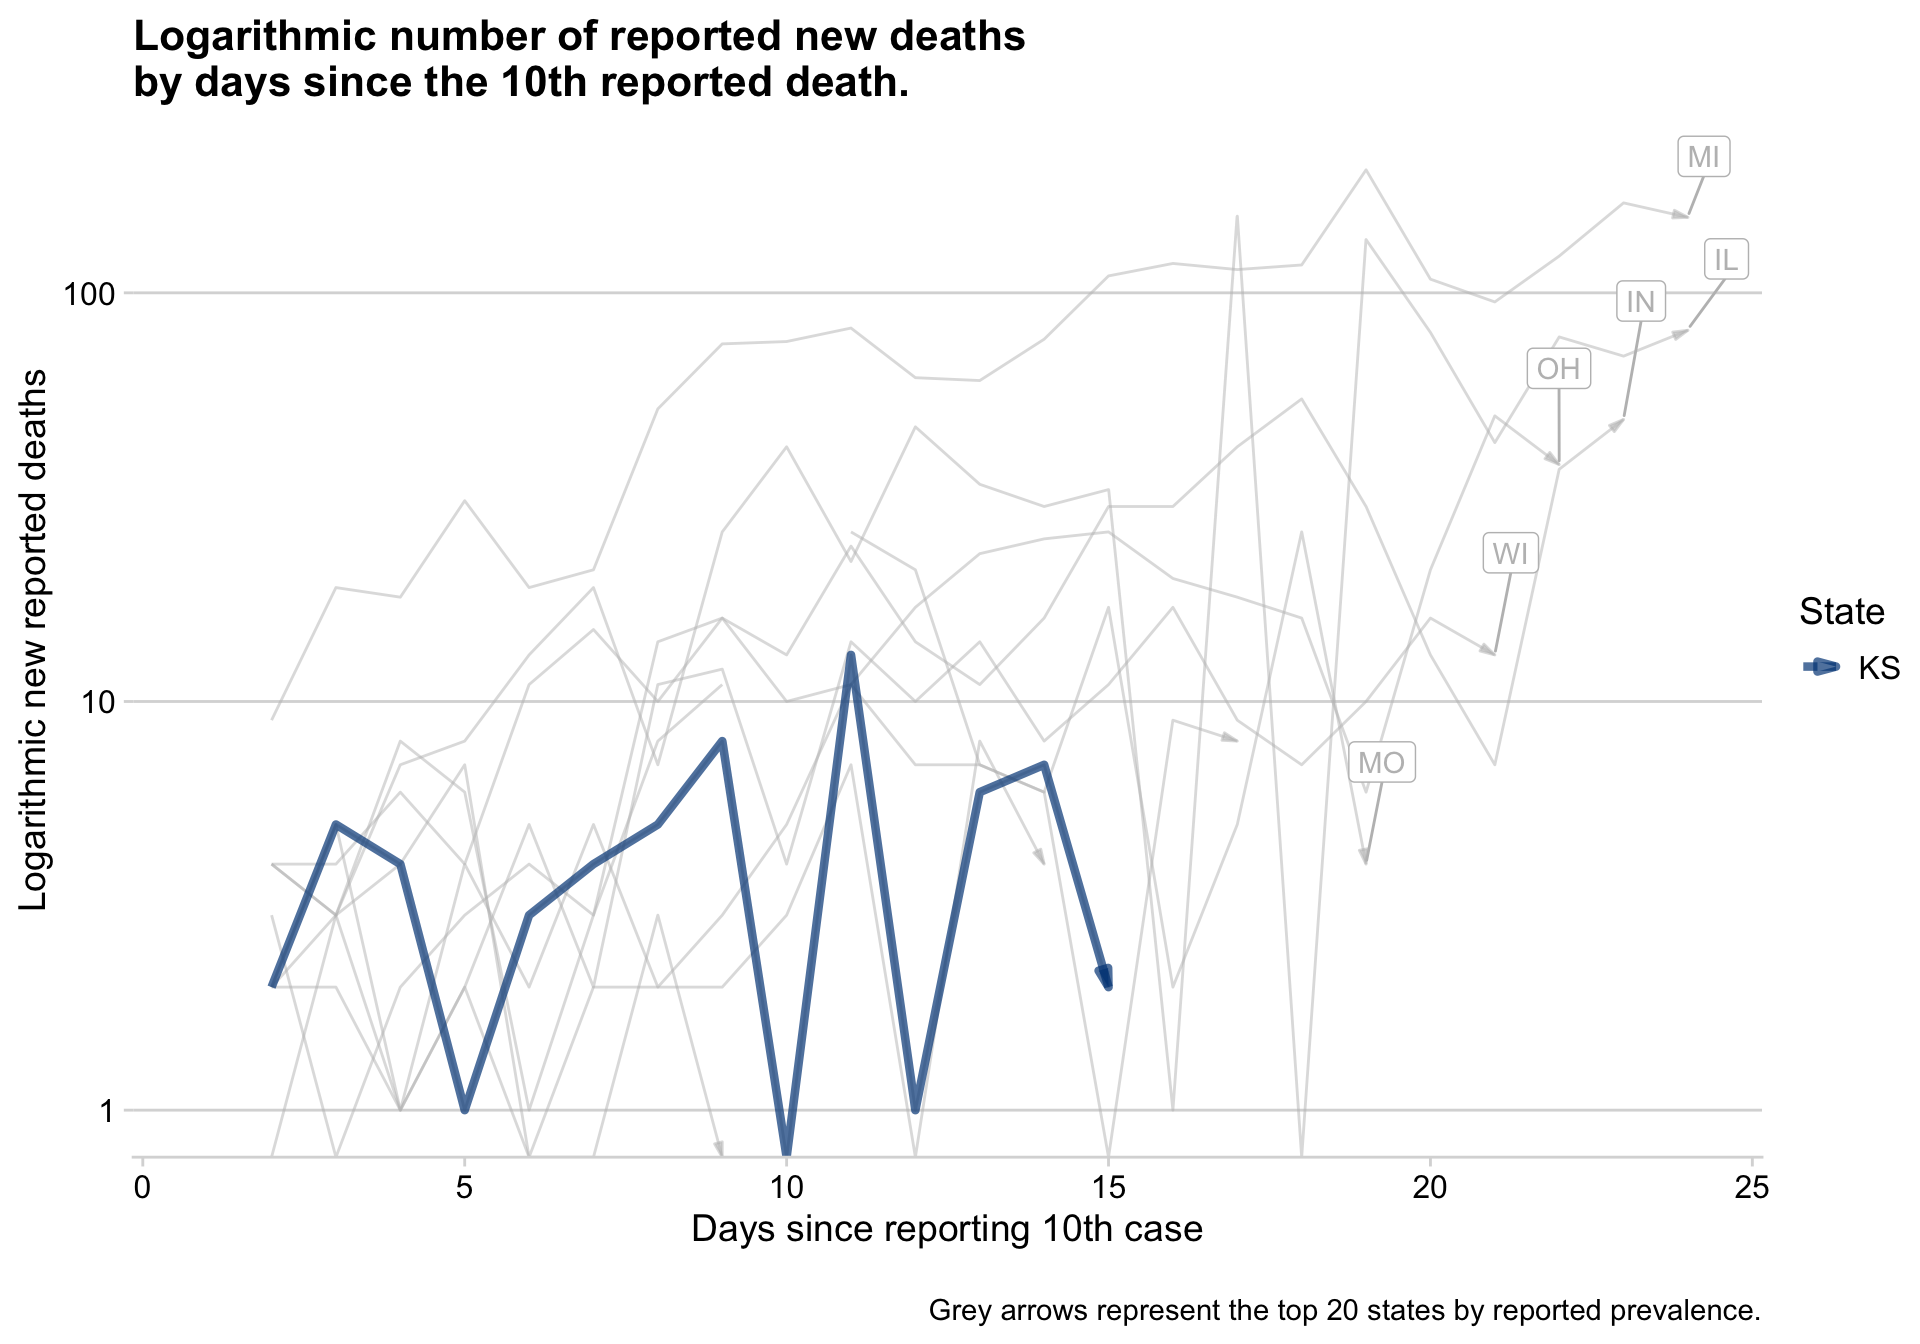 Logarithmic number of reported new deaths
by days since the 10th reported death.
MI
IL
100
IN
OH
WI
State
KS
10
MO
1
Logarithmic new reported deaths
0 5 10 15 20 25
Days since reporting 10th case
Grey arrows represent the top 20 states by reported prevalence.